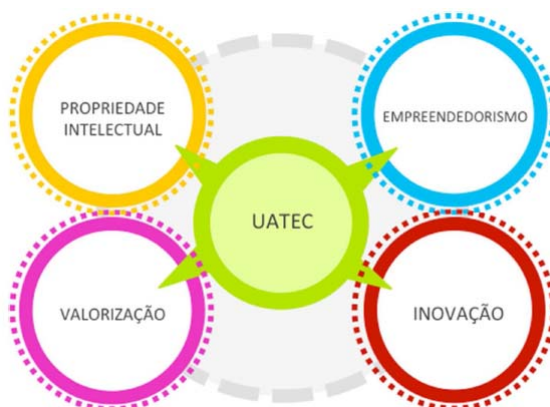 PROPRIEDADE
INTELECTUAL
EMPREENDEDORISMO
UATEC
VALORIZAÇÃO
INOVAÇÃO